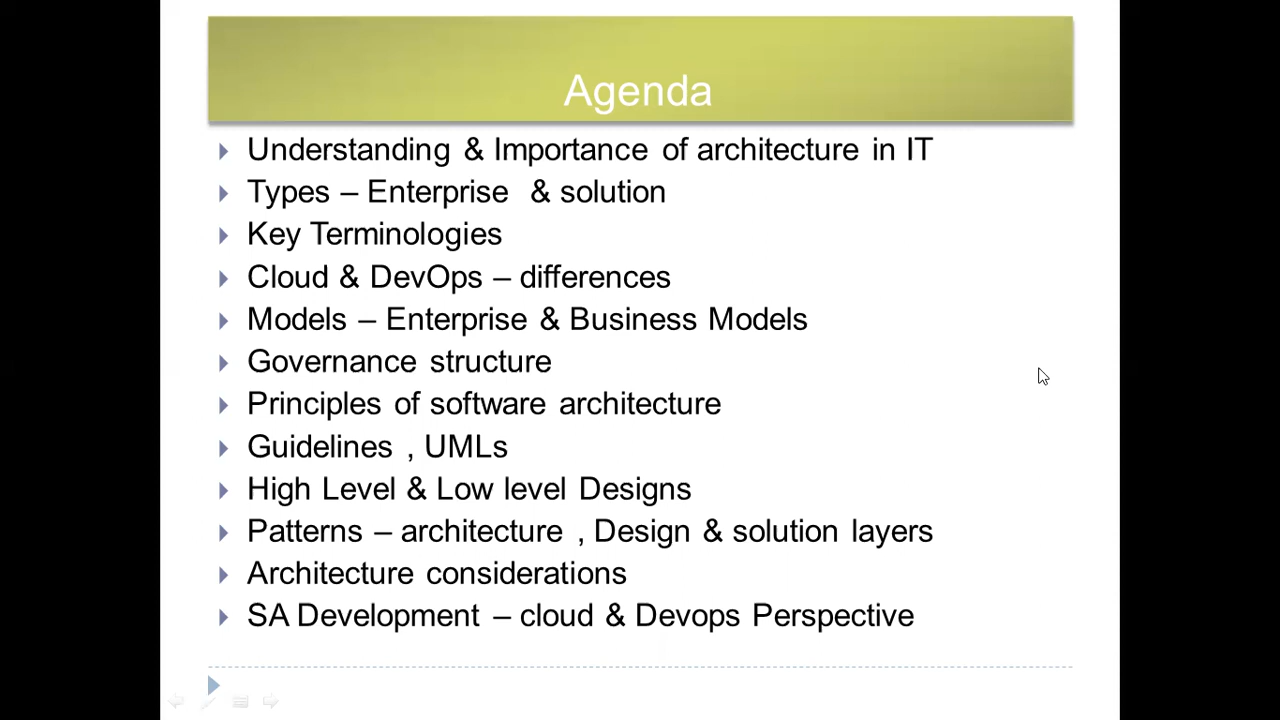 Agenda
Understanding & Importance of architecture in IT
Types – Enterprise & solution
Key Terminologies
Cloud & DevOps – differences
Models – Enterprise & Business Models
Governance structure
Principles of software architecture
Guidelines , UMLs
High Level & Low level Designs
Patterns – architecture , Design & solution layers
Architecture considerations
SA Development – cloud & Devops Perspective